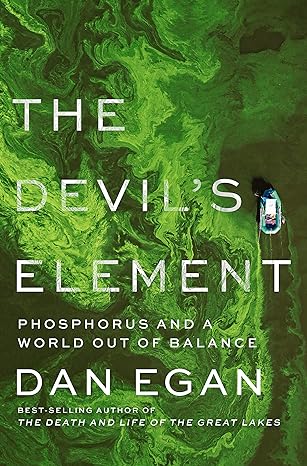 THE
DEVIL'S
ELEMENT
PHOSPHORUS AND A
WORLD OUT OF BALANCE
DAN EGAN
BEST-SELLING AUTHOR OF
THE DEATH AND LIFE OF THE GREAT LAKES